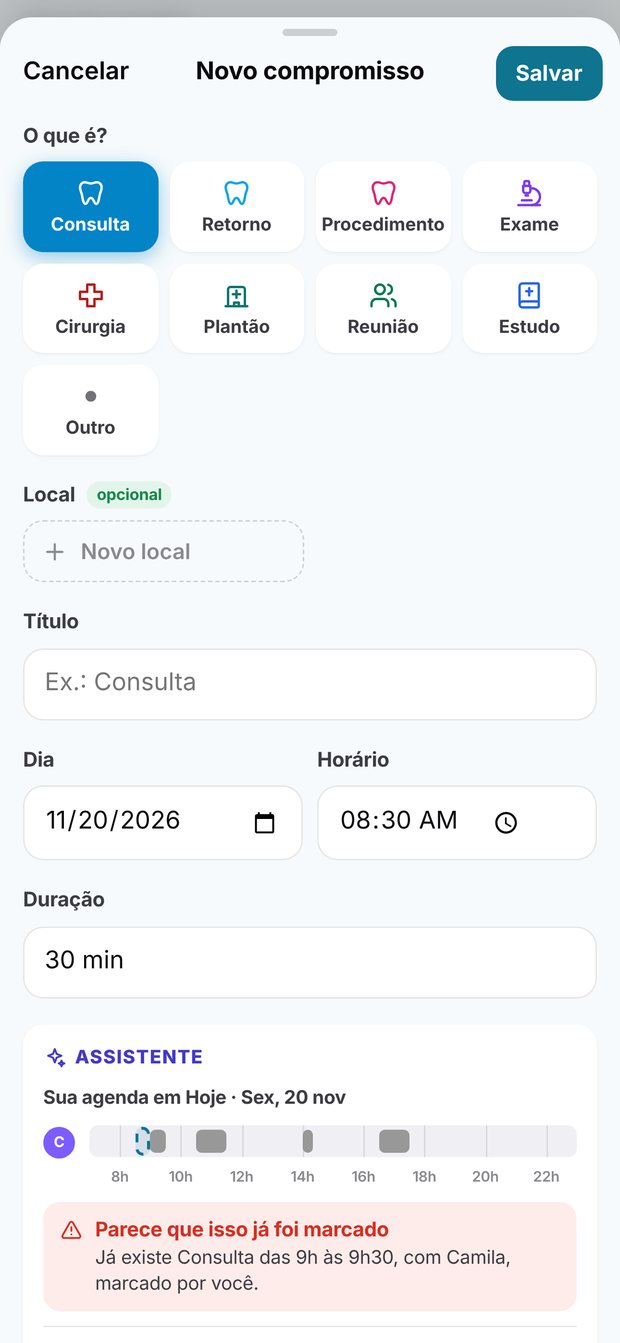 Cancelar
Novo compromisso
Salvar
O que é?
Consulta
Retorno
Procedimento
Exame
Cirurgia
Plantão
Reunião
Estudo
Outro
Local
opcional
+ Novo local
Título
Ex.: Consulta
Dia
Horário
11/20/2026
08:30 AM
Duração
30 min
ASSISTENTE
Sua agenda em Hoje · Sex, 20 nov
C
8h
10h
12h
14h
16h
18h
20h
22h
Parece que isso já foi marcado
Já existe Consulta das 9h às 9h30, com Camila,
marcado por você.